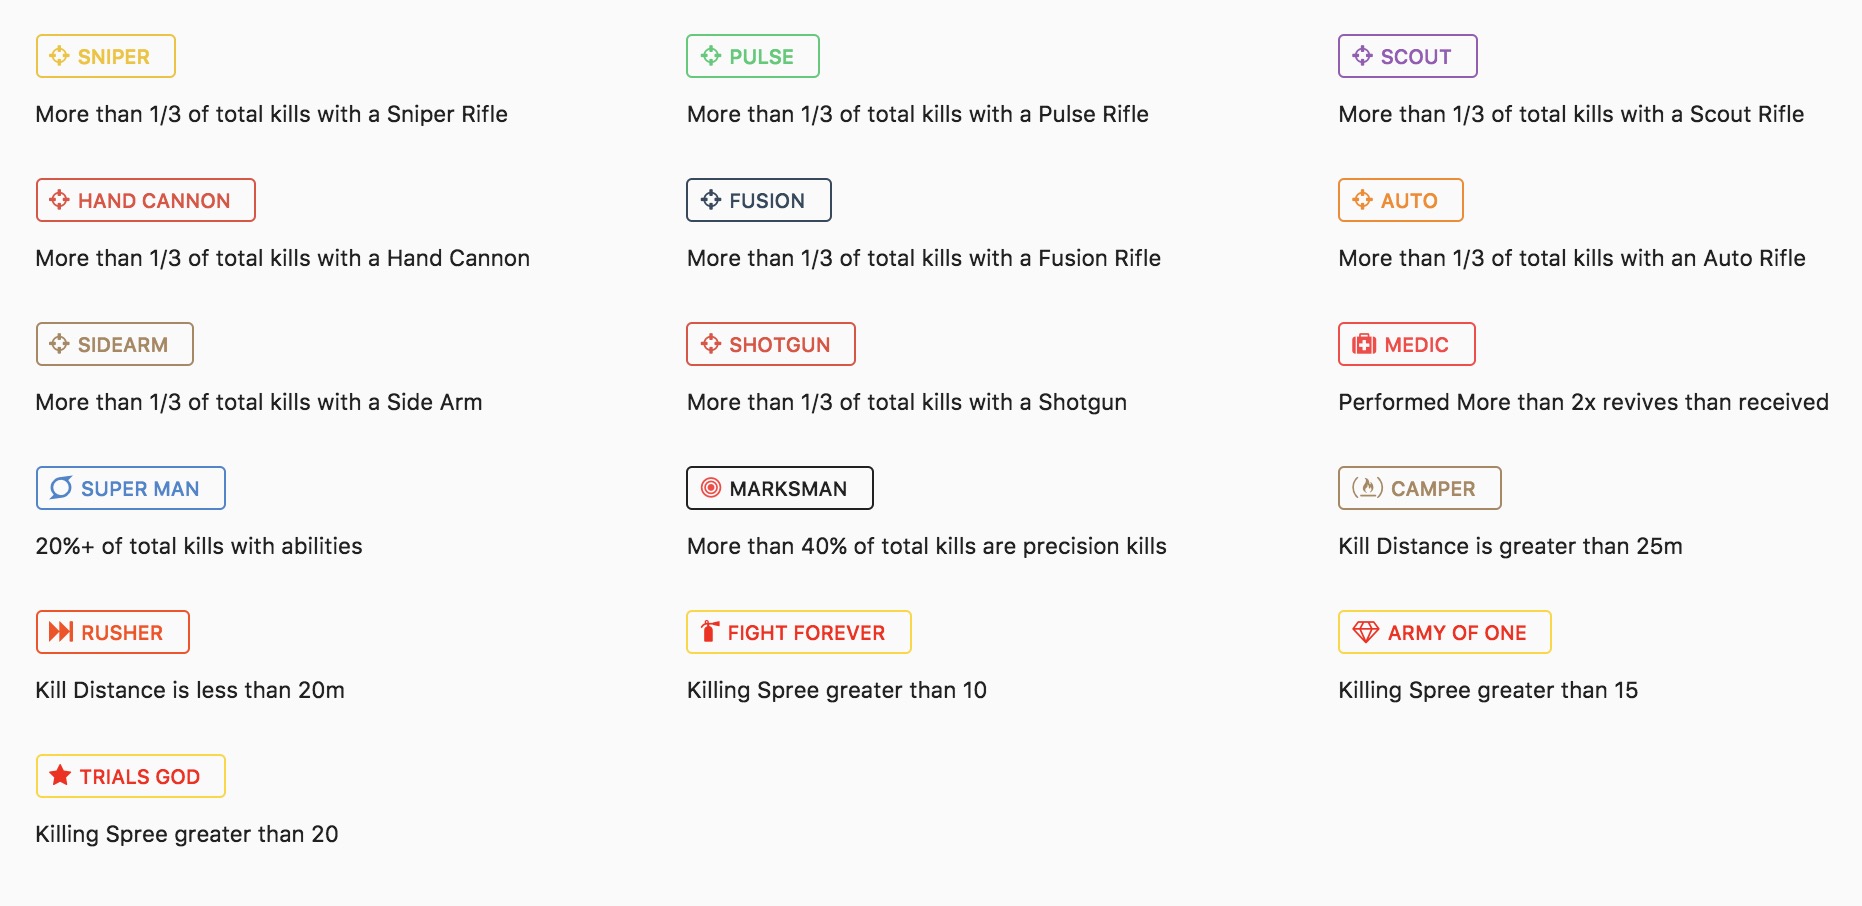 SNIPER
More than 1/3 of total kills with a Sniper Rifle
PULSE
More than 1/3 of total kills with a Pulse Rifle
SCOUT
More than 1/3 of total kills with a Scout Rifle
HAND CANNON
More than 1/3 of total kills with a Hand Cannon
FUSION
More than 1/3 of total kills with a Fusion Rifle
AUTO
More than 1/3 of total kills with an Auto Rifle
SIDEARM
More than 1/3 of total kills with a Side Arm
SHOTGUN
More than 1/3 of total kills with a Shotgun
MEDIC
Performed More than 2x revives than received
SUPER MAN
20%+ of total kills with abilities
MARKSMAN
More than 40% of total kills are precision kills
CAMPER
Kill Distance is greater than 25m
RUSHER
Kill Distance is less than 20m
FIGHT FOREVER
Killing Spree greater than 10
ARMY OF ONE
Killing Spree greater than 15
TRIALS GOD
Killing Spree greater than 20